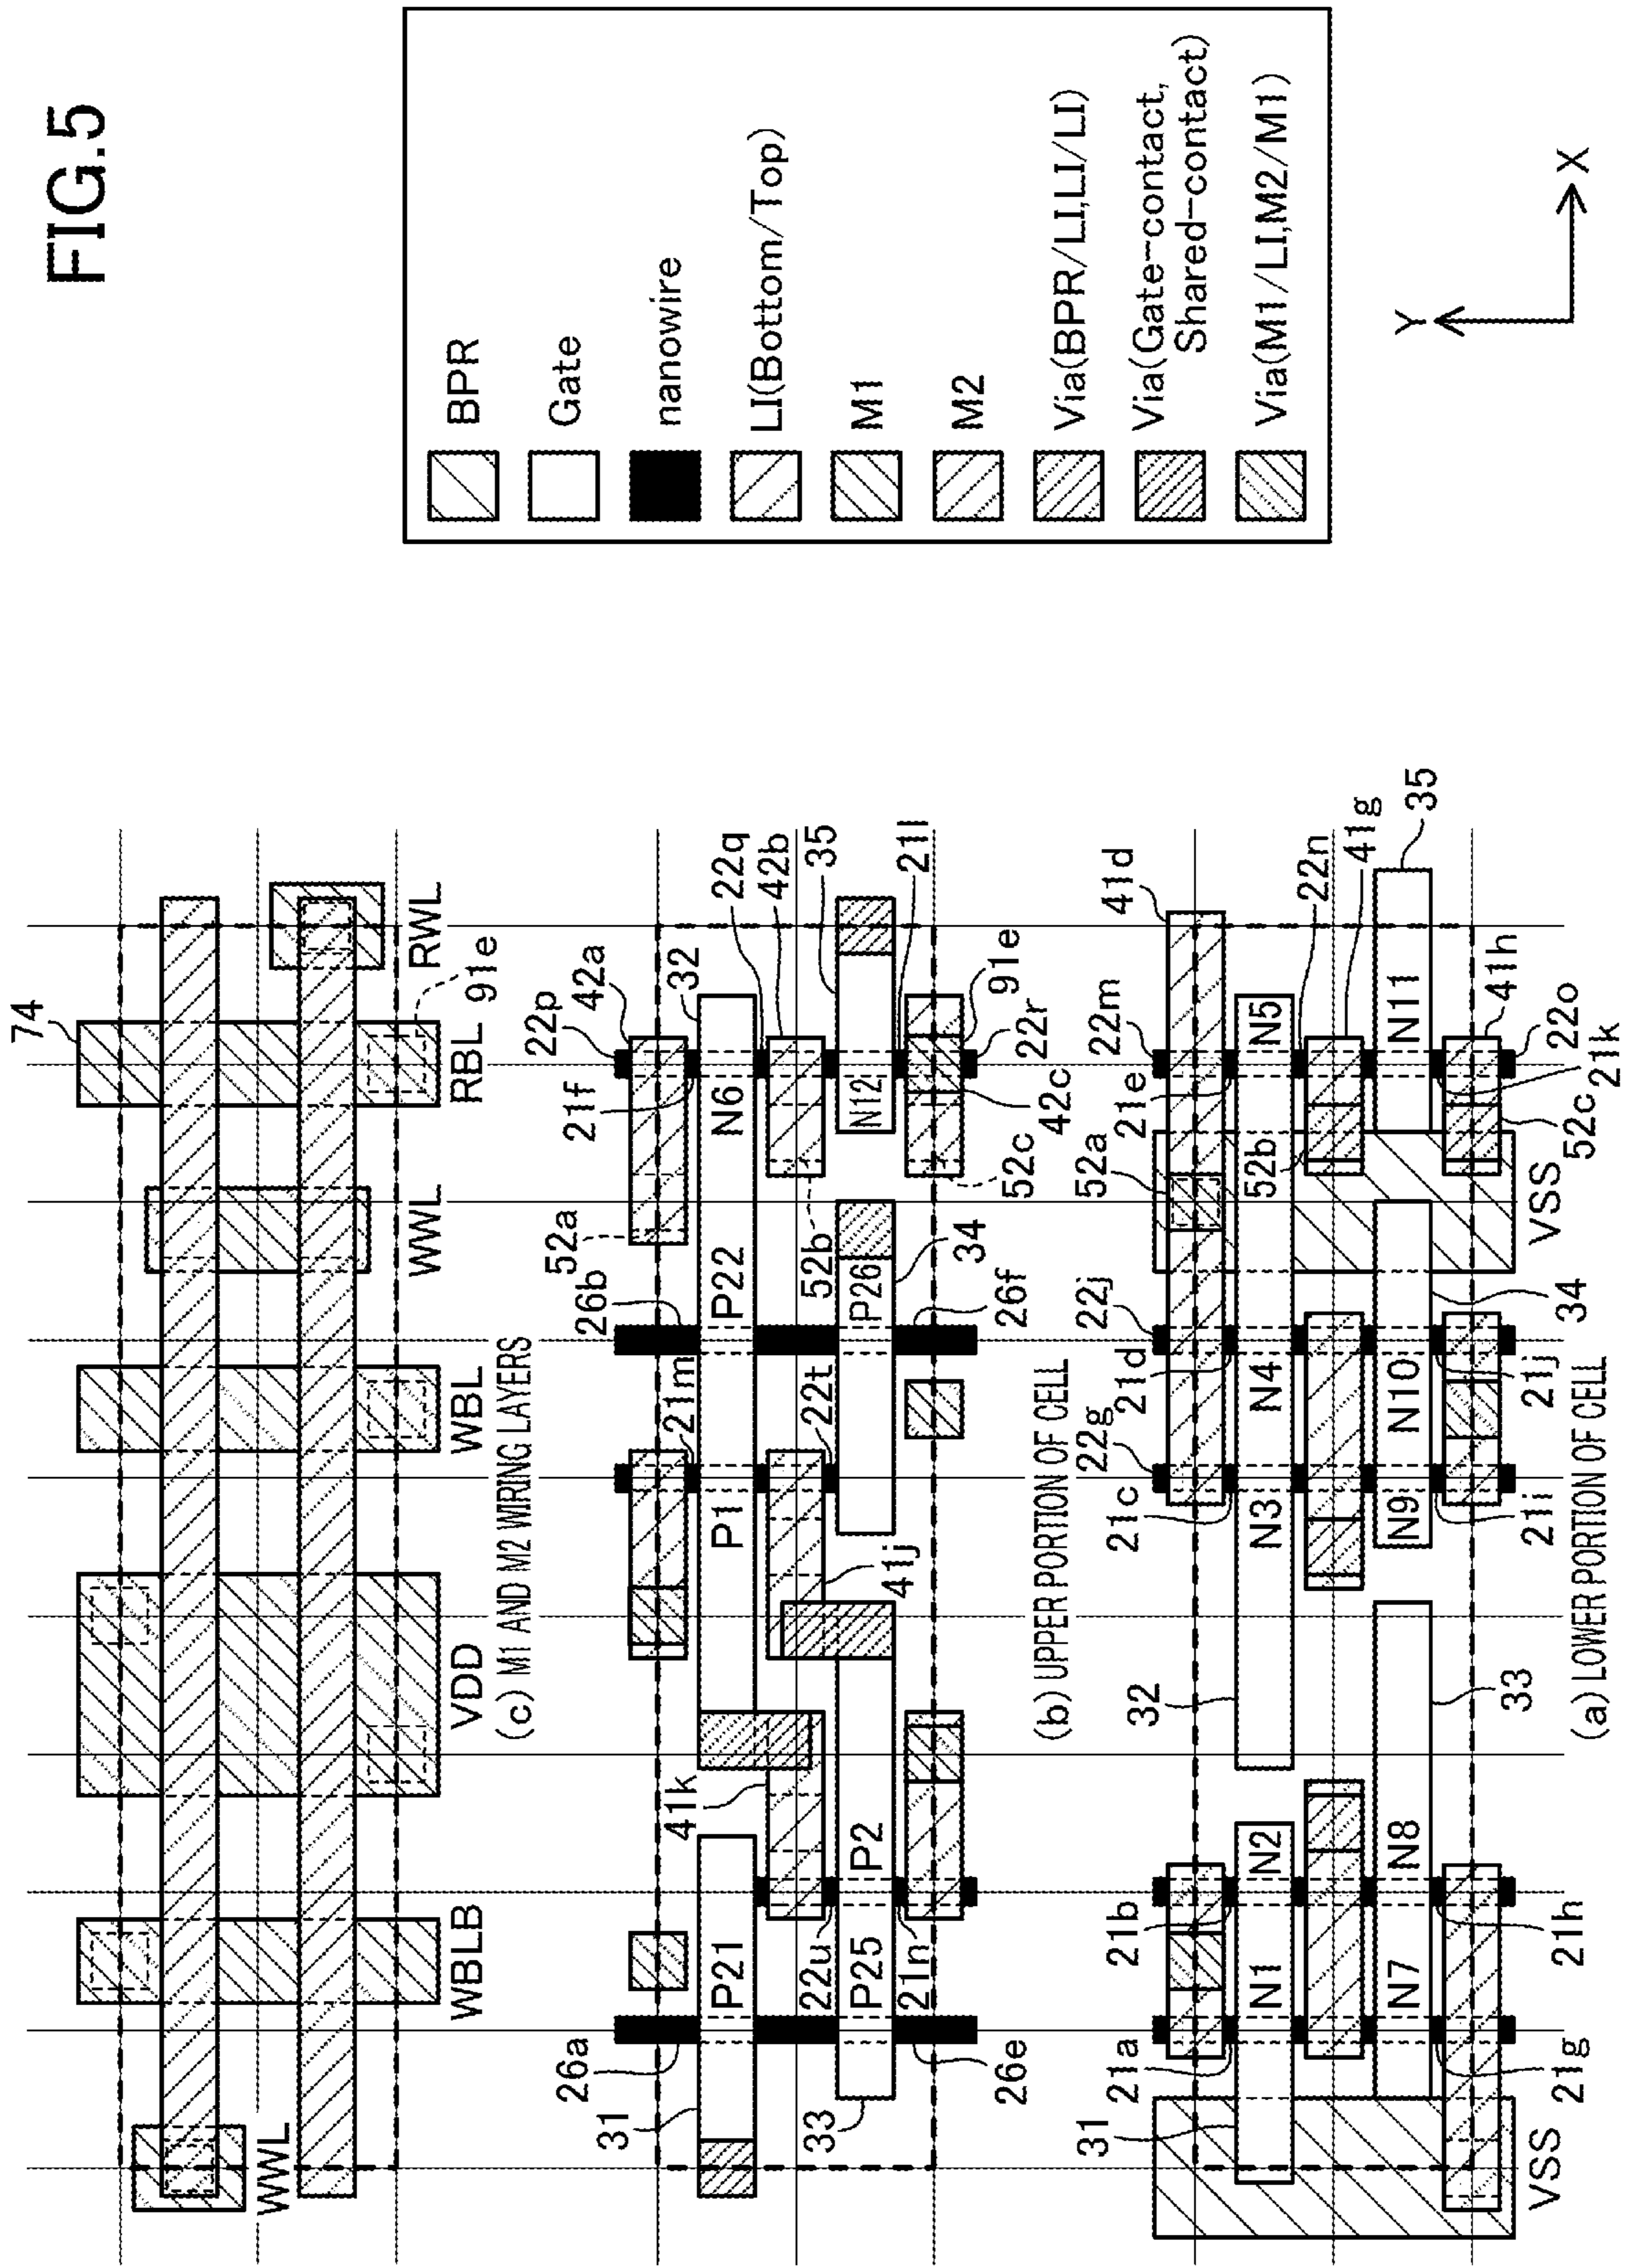 FIG.5
BPR
Gate
nanowire
LI(Bottom/Top)
M1
M2
Via(BPR/LI,LI/LI)
Via(Gate-contact,
Shared-contact)
Via(M1/LI,M2/M1)
Y
X
74
91e
WWL
WBLB
VDD
WBL
WWL
RBL
RWL
(c) M1 AND M2 WIRING LAYERS
26a
26b
52a
21f
22p
42a
32
22q
42b
35
21l
31
P21
41k
P1
21m
P22
N6
22u
22t
52b
P25
P2
41j
P26
N12
33
21n
34
52c
42c
91e
26e
26f
22r
(b) UPPER PORTION OF CELL
21a
21b
32
21c
22g
21d
22j
52a
21e
22m
41d
31
N1
N2
N3
N4
N5
52b
22n
41g
35
N7
N8
N9
N10
N11
41h
VSS
21g
21h
33
21i
21j
34
VSS
52c
21k
22o
(a) LOWER PORTION OF CELL